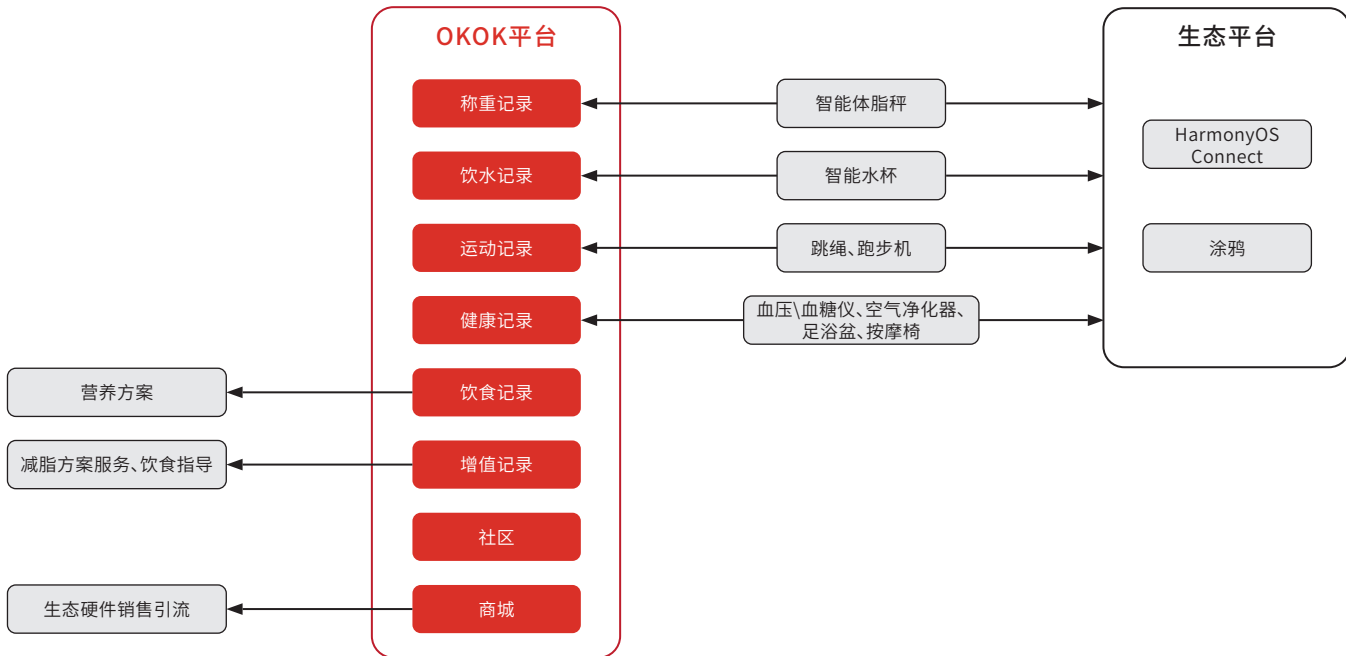 OKOK平台
生态平台
称重记录
智能体脂秤
HarmonyOS
Connect
饮水记录
智能水杯
运动记录
跳绳、跑步机
涂鸦
健康记录
血压\血糖仪、空气净化器、
足浴盆、按摩椅
营养方案
饮食记录
减脂方案服务、饮食指导
增值记录
社区
生态硬件销售引流
商城